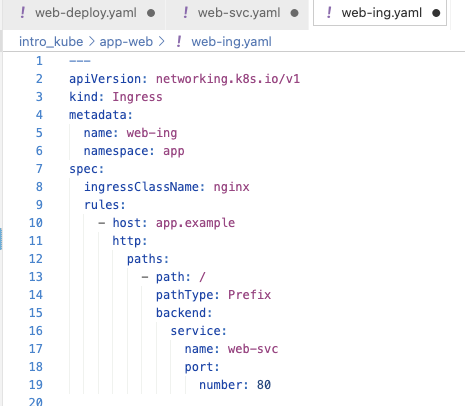 ! web-deploy.yaml ● ! web-svc.yaml ● ! web-ing.yaml ●
intro_kube > app-web > ! web-ing.yaml
1 ---
2 apiVersion: networking.k8s.io/v1
3 kind: Ingress
4 metadata:
5   name: web-ing
6   namespace: app
7 spec:
8   ingressClassName: nginx
9   rules:
10     - host: app.example
11       http:
12         paths:
13           - path: /
14             pathType: Prefix
15             backend:
16               service:
17                 name: web-svc
18                 port:
19                   number: 80
20